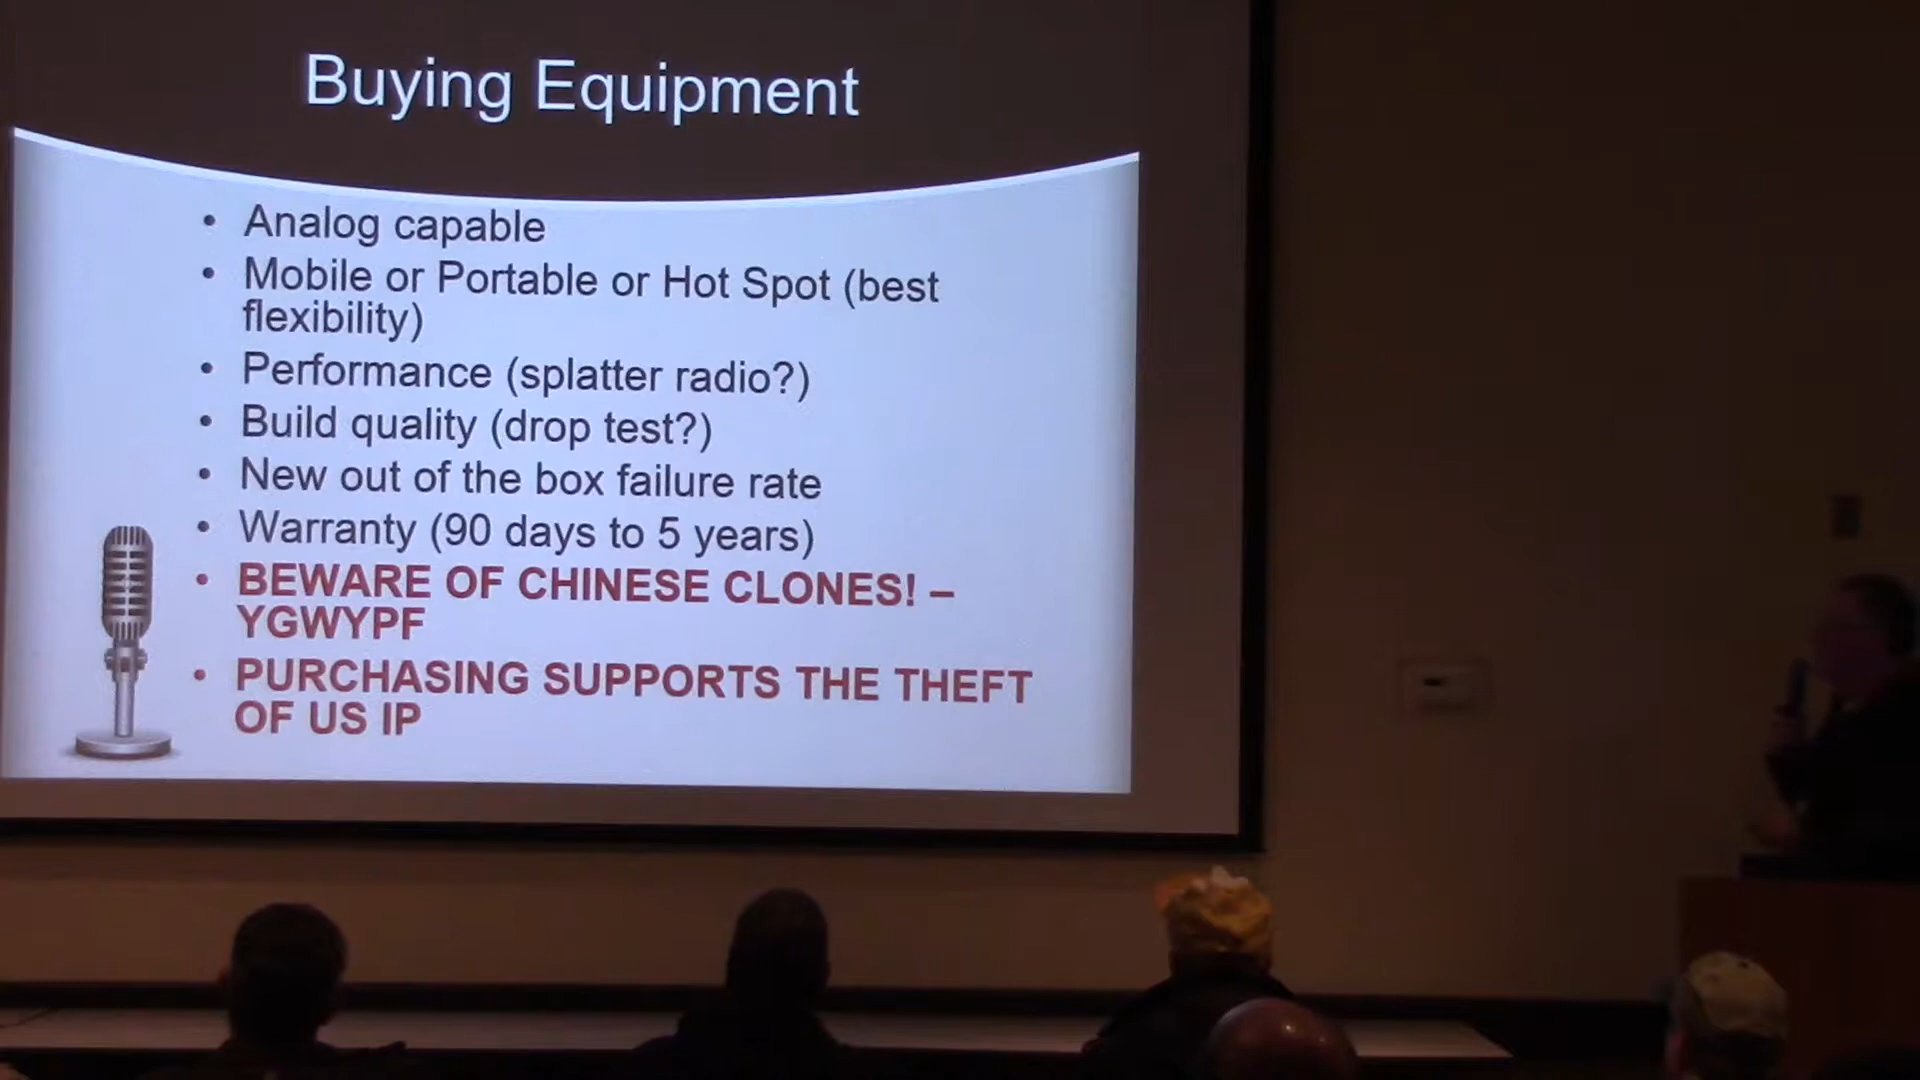 Buying Equipment
• Analog capable
• Mobile or Portable or Hot Spot (best
flexibility)
• Performance (splatter radio?)
• Build quality (drop test?)
• New out of the box failure rate
• Warranty (90 days to 5 years)
• BEWARE OF CHINESE CLONES! –
YGWYPF
• PURCHASING SUPPORTS THE THEFT
OF US IP